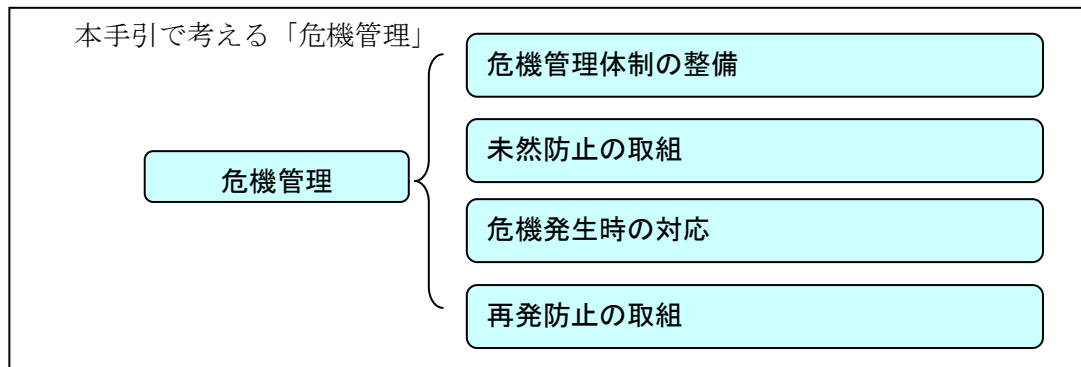 本手引で考える「危機管理」
危機管理
危機管理体制の整備
未然防止の取組
危機発生時の対応
再発防止の取組